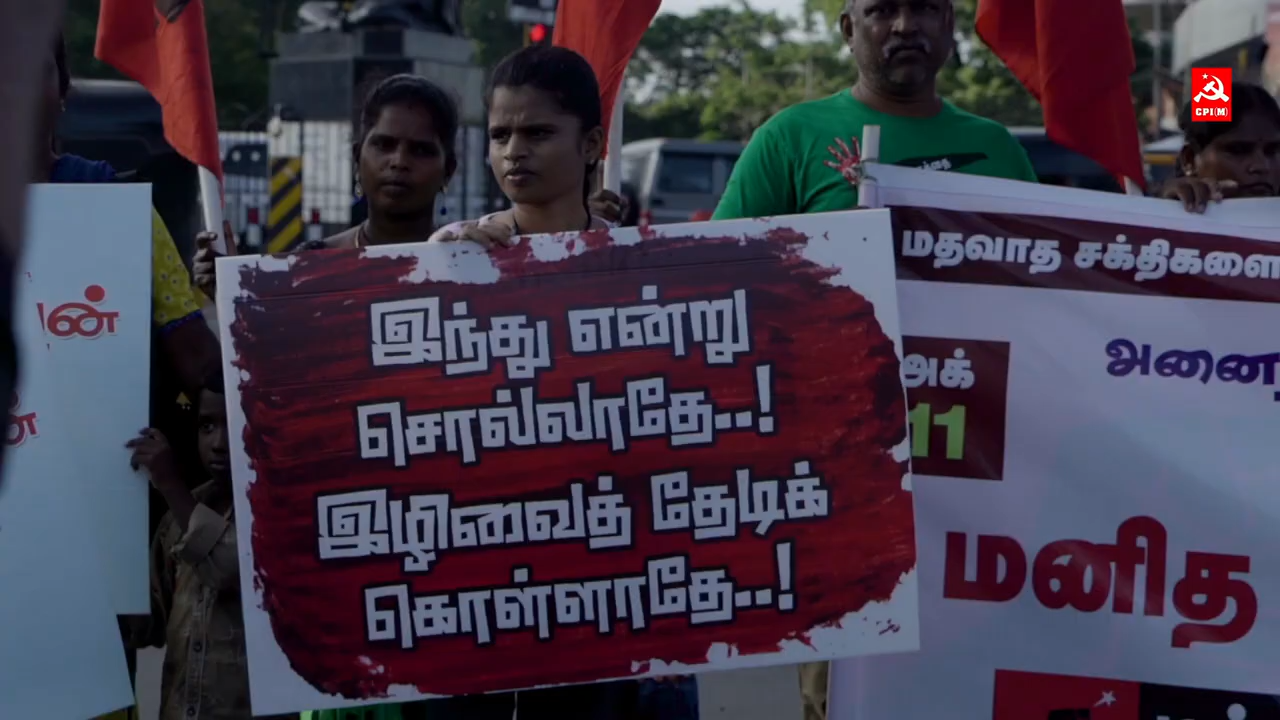 CPI(M)
இந்து என்று
சொல்லாதே..!
இழிவைத் தேடிக்
கொள்ளாதே..!
மதவாத சக்திகளை
அக்
11
மனித